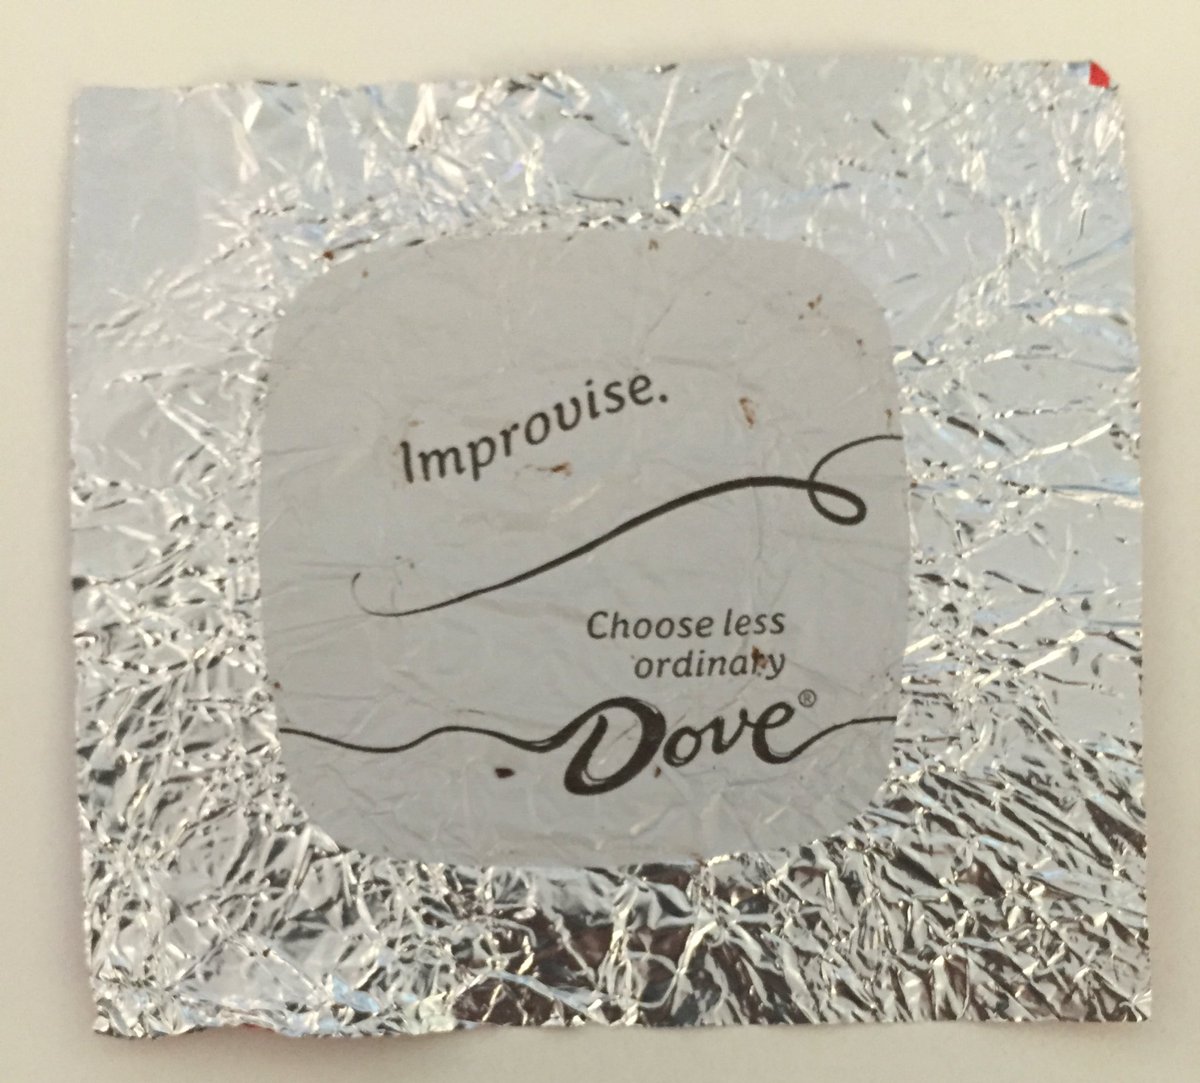 Improvise.
Choose less
ordinary
Dove®